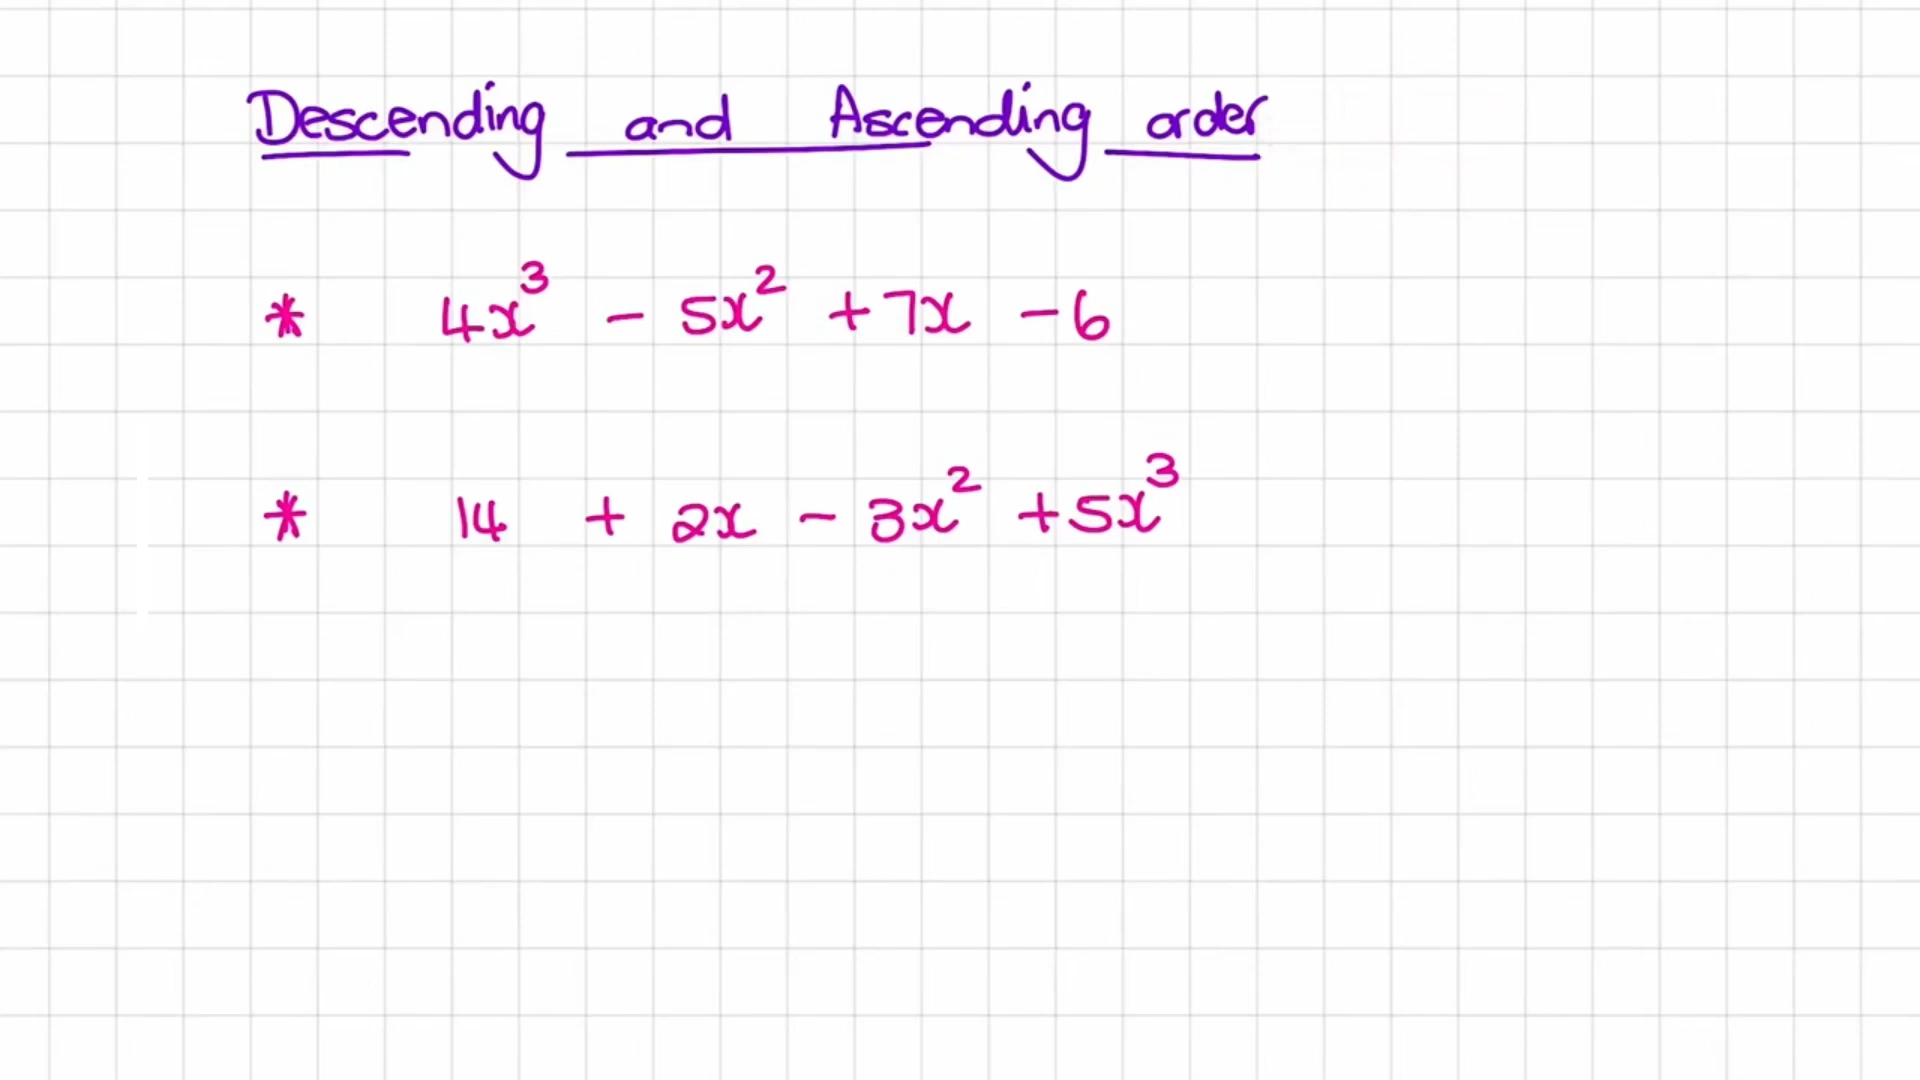 Descending and Ascending order
* 4x³ - 5x² + 7x - 6
* 14 + 2x - 3x² + 5x³